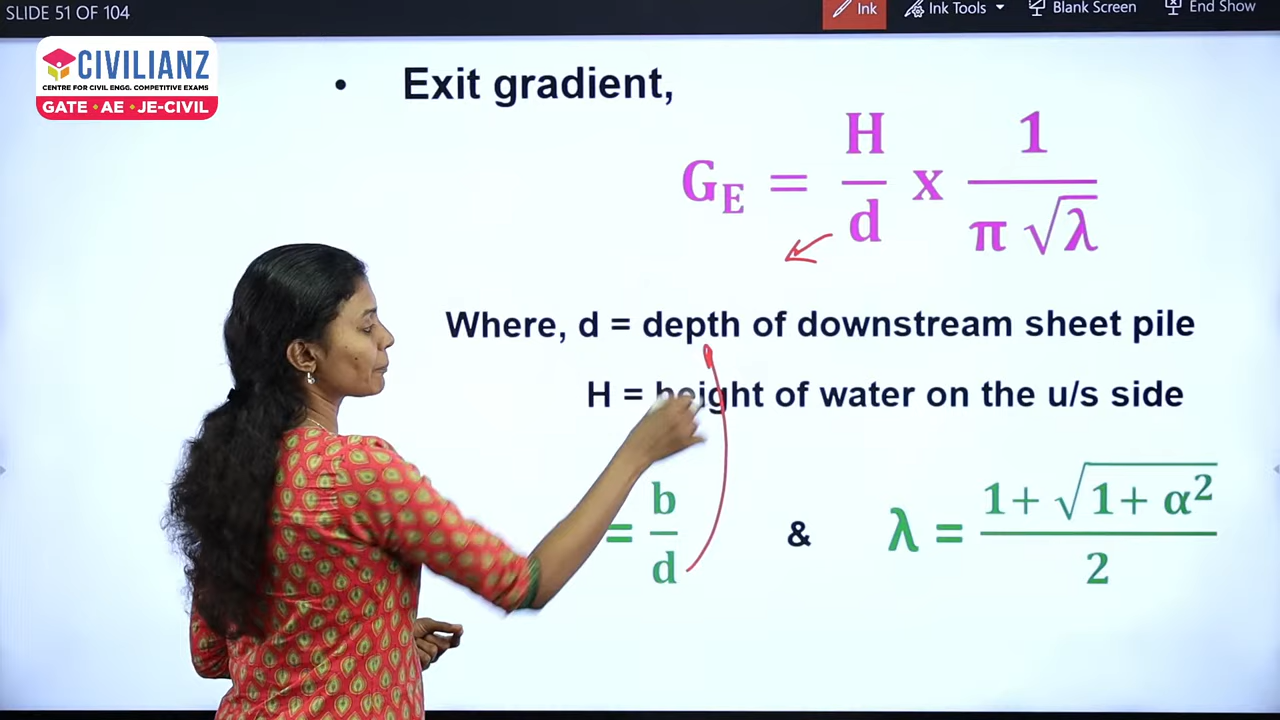 SLIDE 51 OF 104
Ink
Ink Tools
Blank Screen
End Show
CIVILIANZ
CENTRE FOR CIVIL ENGG. COMPETITIVE EXAMS
GATE • AE • JE-CIVIL
• Exit gradient,
G_E = H/d x 1/(π √λ)
Where, d = depth of downstream sheet pile
H = height of water on the u/s side
= b/d & λ = (1+ √(1+ α²))/2